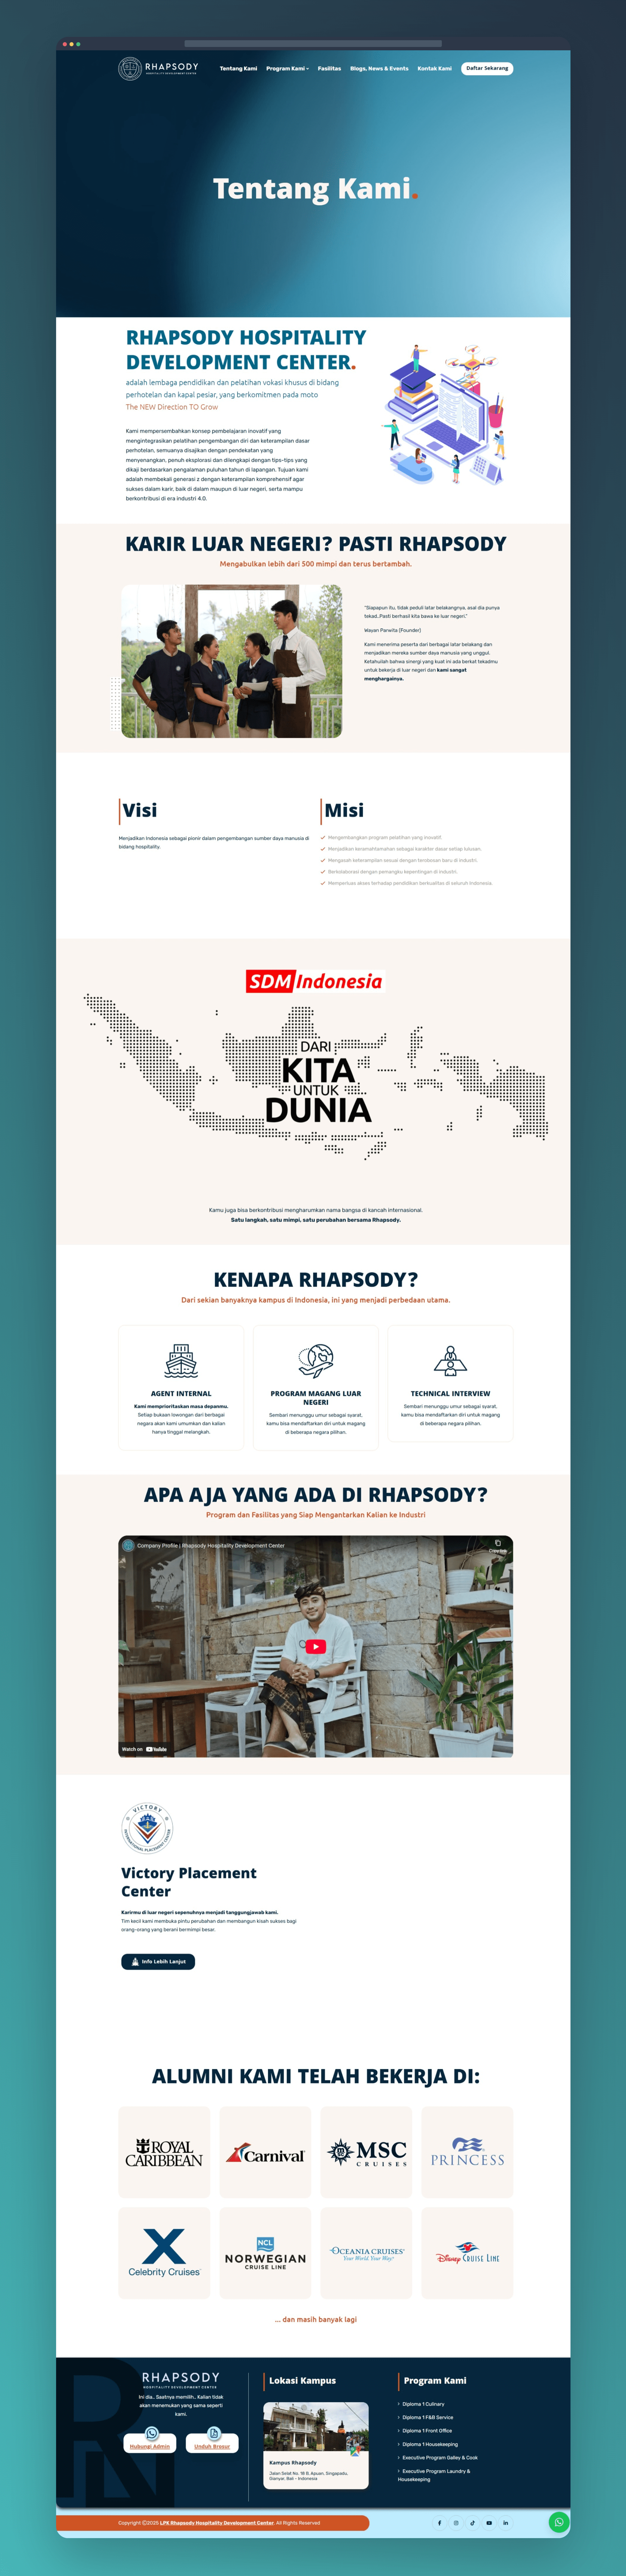 RHAPSODY
HOSPITALITY DEVELOPMENT CENTER
Tentang Kami
Program Kami
Fasilitas
Blogs, News & Events
Kontak Kami
Daftar Sekarang
Tentang Kami.
RHAPSODY HOSPITALITY
DEVELOPMENT CENTER.
adalah lembaga pendidikan dan pelatihan vokasi khusus di bidang
perhotelan dan kapal pesiar, yang berkomitmen pada moto
The NEW Direction TO Grow
Kami mempersembahkan konsep pembelajaran inovatif yang
mengintegrasikan pelatihan pengembangan diri dan keterampilan dasar
perhotelan, semuanya disajikan dengan pendekatan yang
menyenangkan, penuh eksplorasi dan dilengkapi dengan tips-tips yang
dikaji berdasarkan pengalaman puluhan tahun di lapangan. Tujuan kami
adalah membekali generasi z dengan keterampilan komprehensif agar
sukses dalam karir, baik di dalam maupun di luar negeri, serta mampu
berkontribusi di era industri 4.0.
KARIR LUAR NEGERI? PASTI RHAPSODY
Mengabulkan lebih dari 500 mimpi dan terus bertambah.
"Siapapun itu, tidak peduli latar belakangnya, asal dia punya
tekad...Pasti berhasil kita bawa ke luar negeri."
Wayan Parwita (Founder)
Kami menerima peserta dari berbagai latar belakang dan
menjadikan mereka sumber daya manusia yang unggul.
Ketahuilah bahwa sinergi yang kuat ini ada berkat tekadmu
untuk bekerja di luar negeri dan kami sangat
menghargainya.
Visi
Menjadikan Indonesia sebagai pionir dalam pengembangan sumber daya manusia di
bidang hospitality.
Misi
Mengembangkan program pelatihan yang inovatif.
Menjadikan keramahtamahan sebagai karakter dasar setiap lulusan.
Mengasah keterampilan sesuai dengan tendensian baru di industri.
Berkolaborasi dengan pemangku kepentingan di industri.
Memperluas akses terhadap pendidikan berkualitas di seluruh Indonesia.
SDM Indonesia
DARI
KITA
UNTUK
DUNIA
Kamu juga bisa berkontribusi mengharumkan nama bangsa di kancah internasional.
Satu langkah, satu mimpi, satu perubahan bersama Rhapsody.
KENAPA RHAPSODY?
Dari sekian banyaknya kampus di Indonesia, ini yang menjadi perbedaan utama.
AGENT INTERNAL
Kami memprioritaskan masa depanmu.
Setiap bukaan lowongan dari berbagai
negara akan kami umumkan dan kalian
hanya tinggal melangkah.
PROGRAM MAGANG LUAR
NEGERI
Sembari menunggu umur sebagai syarat,
kamu bisa mendaftarkan diri untuk magang
di beberapa negara pilihan.
TECHNICAL INTERVIEW
Sembari menunggu umur sebagai syarat,
kamu bisa mendaftarkan diri untuk magang
di beberapa negara pilihan.
APA AJA YANG ADA DI RHAPSODY?
Program dan Fasilitas yang Siap Mengantarkan Kalian ke Industri
Company Profile | Rhapsody Hospitality Development Center
Copy link
Watch on YouTube
VICTORY
INTERNATIONAL PLACEMENT CENTER
Victory Placement
Center
Karirmu di luar negeri sepenuhnya menjadi tanggungjawab kami.
Tim kecil kami membuka pintu perubahan dan membangun kisah sukses bagi
orang-orang yang berani bermimpi besar.
Info Lebih Lanjut
ALUMNI KAMI TELAH BEKERJA DI:
ROYAL
CARIBBEAN
Carnival
MSC
CRUISES
PRINCESS
X
Celebrity Cruises
NCL
NORWEGIAN
CRUISE LINE
OCEANIA CRUISES
Your World. Your Way.
Disney CRUISE LINE
... dan masih banyak lagi
RHAPSODY
HOSPITALITY DEVELOPMENT CENTER
Ini dia.. Saatnya memilih.. Kalian tidak
akan menemukan yang sama seperti
kami.
Hubungi Admin
Unduh Brosur
Lokasi Kampus
Kampus Rhapsody
Jalan Selat No. 18 B, Apuan, Singapadu,
Gianyar, Bali - Indonesia
Program Kami
Diploma 1 Culinary
Diploma 1 F&B Service
Diploma 1 Front Office
Diploma 1 Housekeeping
Executive Program Galley & Cook
Executive Program Laundry &
Housekeeping
Copyright ©2025 LPK Rhapsody Hospitality Development Center. All Rights Reserved